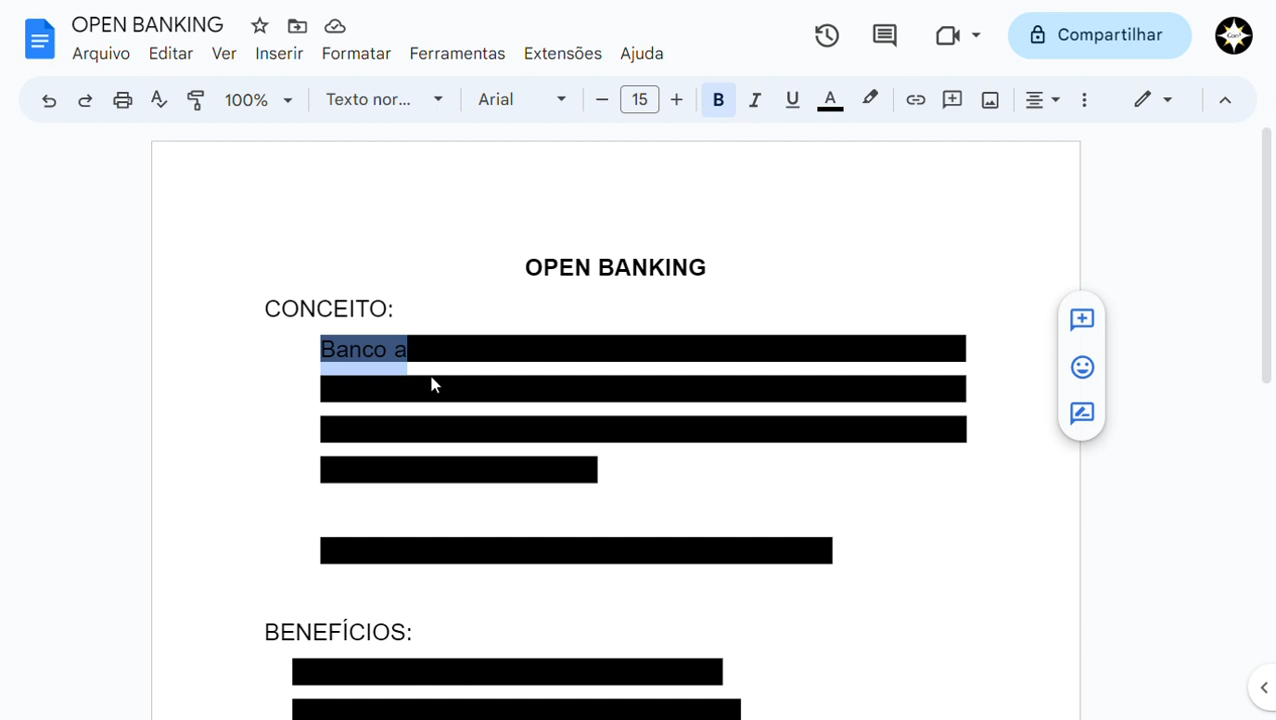 OPEN BANKING
Arquivo Editar Ver Inserir Formatar Ferramentas Extensões Ajuda
Compartilhar
100% Texto nor... Arial 15 B I U A
OPEN BANKING
CONCEITO:
Banco a
BENEFÍCIOS: